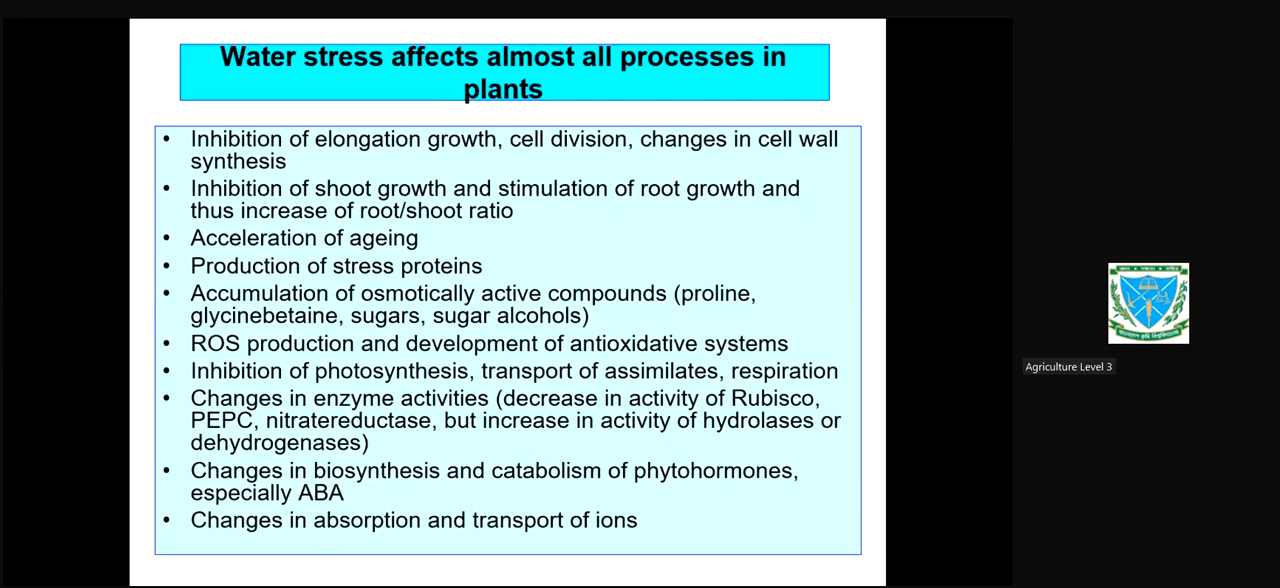 Water stress affects almost all processes in
plants
• Inhibition of elongation growth, cell division, changes in cell wall
synthesis
• Inhibition of shoot growth and stimulation of root growth and
thus increase of root/shoot ratio
• Acceleration of ageing
• Production of stress proteins
• Accumulation of osmotically active compounds (proline,
glycinebetaine, sugars, sugar alcohols)
• ROS production and development of antioxidative systems
• Inhibition of photosynthesis, transport of assimilates, respiration
• Changes in enzyme activities (decrease in activity of Rubisco,
PEPC, nitratereductase, but increase in activity of hydrolases or
dehydrogenases)
• Changes in biosynthesis and catabolism of phytohormones,
especially ABA
• Changes in absorption and transport of ions
Agriculture Level 3